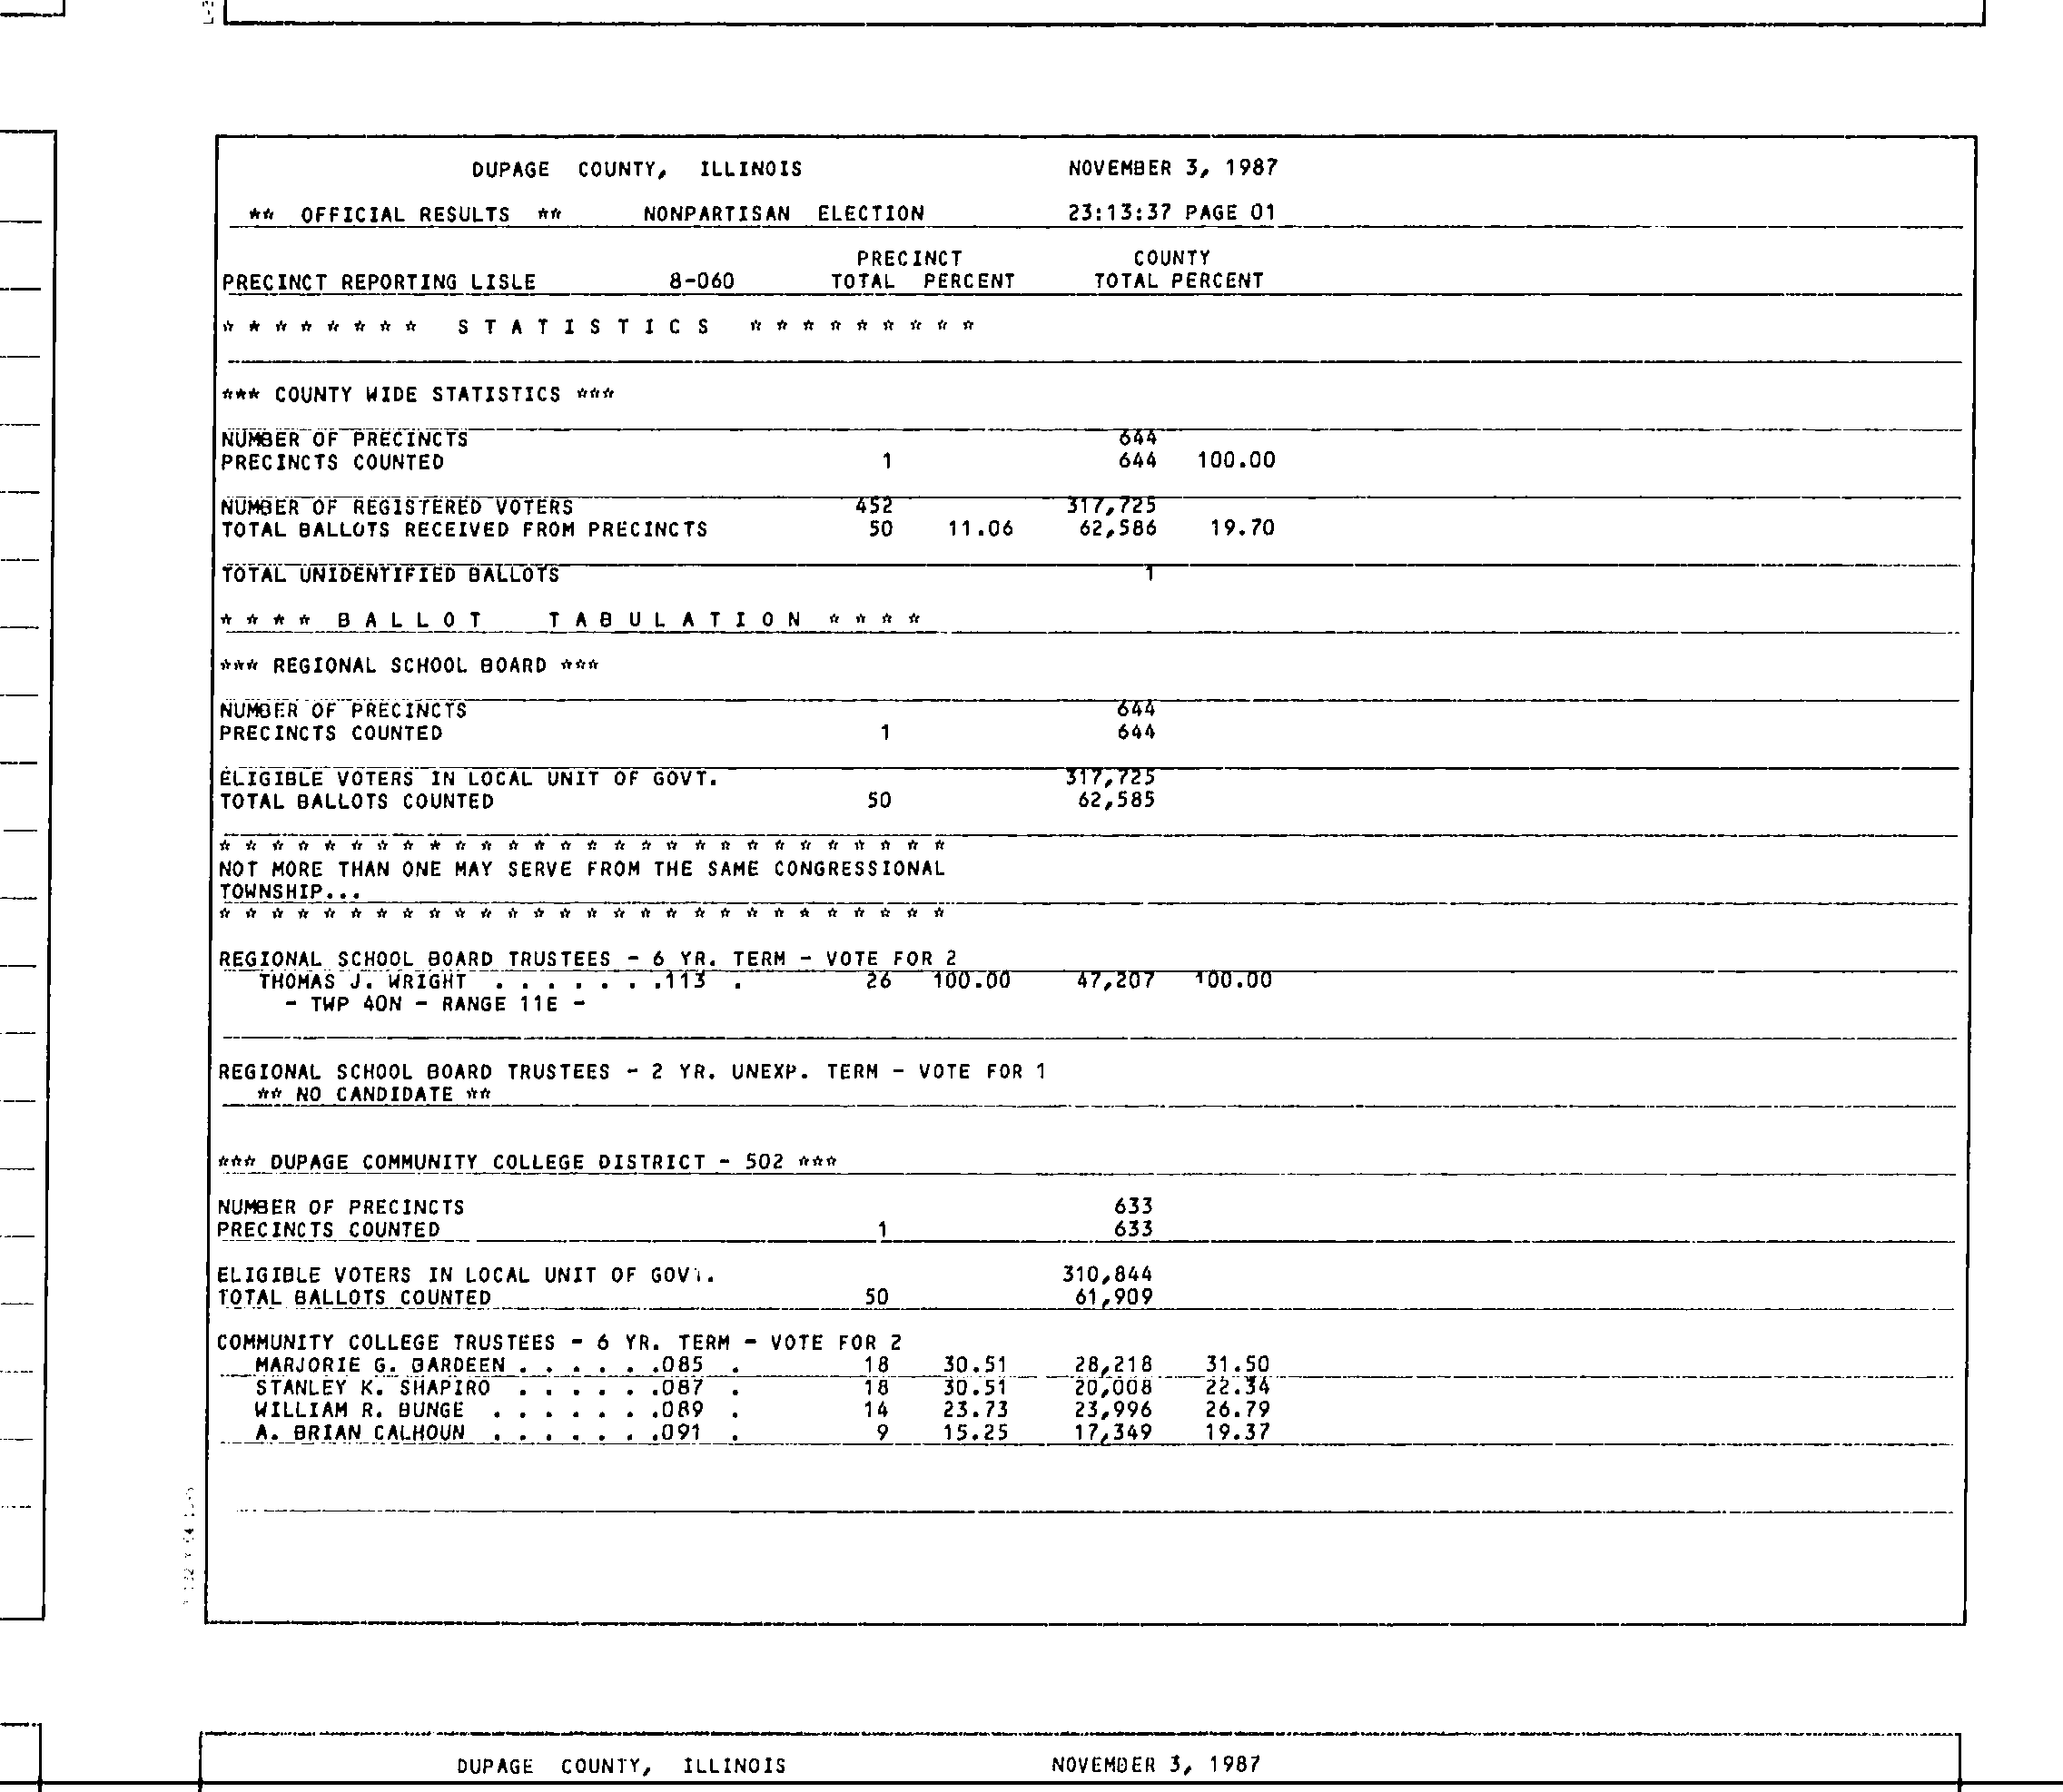 DUPAGE COUNTY, ILLINOIS NOVEMBER 3, 1987
** OFFICIAL RESULTS ** NONPARTISAN ELECTION 23:13:37 PAGE 01
PRECINCT COUNTY
PRECINCT REPORTING LISLE 8-060 TOTAL PERCENT TOTAL PERCENT
* * * * * * * * S T A T I S T I C S * * * * * * * * *
*** COUNTY WIDE STATISTICS ***
NUMBER OF PRECINCTS 644
PRECINCTS COUNTED 1 644 100.00
NUMBER OF REGISTERED VOTERS 452 317,725
TOTAL BALLOTS RECEIVED FROM PRECINCTS 50 11.06 62,586 19.70
TOTAL UNIDENTIFIED BALLOTS 1
* * * * B A L L O T T A B U L A T I O N * * * *
*** REGIONAL SCHOOL BOARD ***
NUMBER OF PRECINCTS 644
PRECINCTS COUNTED 1 644
ELIGIBLE VOTERS IN LOCAL UNIT OF GOVT. 317,725
TOTAL BALLOTS COUNTED 50 62,585
* * * * * * * * * * * * * * * * * * * * * * * * * * * *
NOT MORE THAN ONE MAY SERVE FROM THE SAME CONGRESSIONAL
TOWNSHIP...
* * * * * * * * * * * * * * * * * * * * * * * * * * * *
REGIONAL SCHOOL BOARD TRUSTEES - 6 YR. TERM - VOTE FOR 2
THOMAS J. WRIGHT . . . . . . .113 . 26 100.00 47,207 100.00
- TWP 40N - RANGE 11E -
REGIONAL SCHOOL BOARD TRUSTEES - 2 YR. UNEXP. TERM - VOTE FOR 1
** NO CANDIDATE **
*** DUPAGE COMMUNITY COLLEGE DISTRICT - 502 ***
NUMBER OF PRECINCTS 633
PRECINCTS COUNTED 1 633
ELIGIBLE VOTERS IN LOCAL UNIT OF GOVT. 310,844
TOTAL BALLOTS COUNTED 50 61,909
COMMUNITY COLLEGE TRUSTEES - 6 YR. TERM - VOTE FOR 2
MARJORIE G. BARDEEN . . . . . .085 . 18 30.51 28,218 31.50
STANLEY K. SHAPIRO . . . . . .087 . 18 30.51 20,008 22.34
WILLIAM R. BUNGE . . . . . . .089 . 14 23.73 23,996 26.79
A. BRIAN CALHOUN . . . . . . .091 . 9 15.25 17,349 19.37
DUPAGE COUNTY, ILLINOIS NOVEMBER 3, 1987